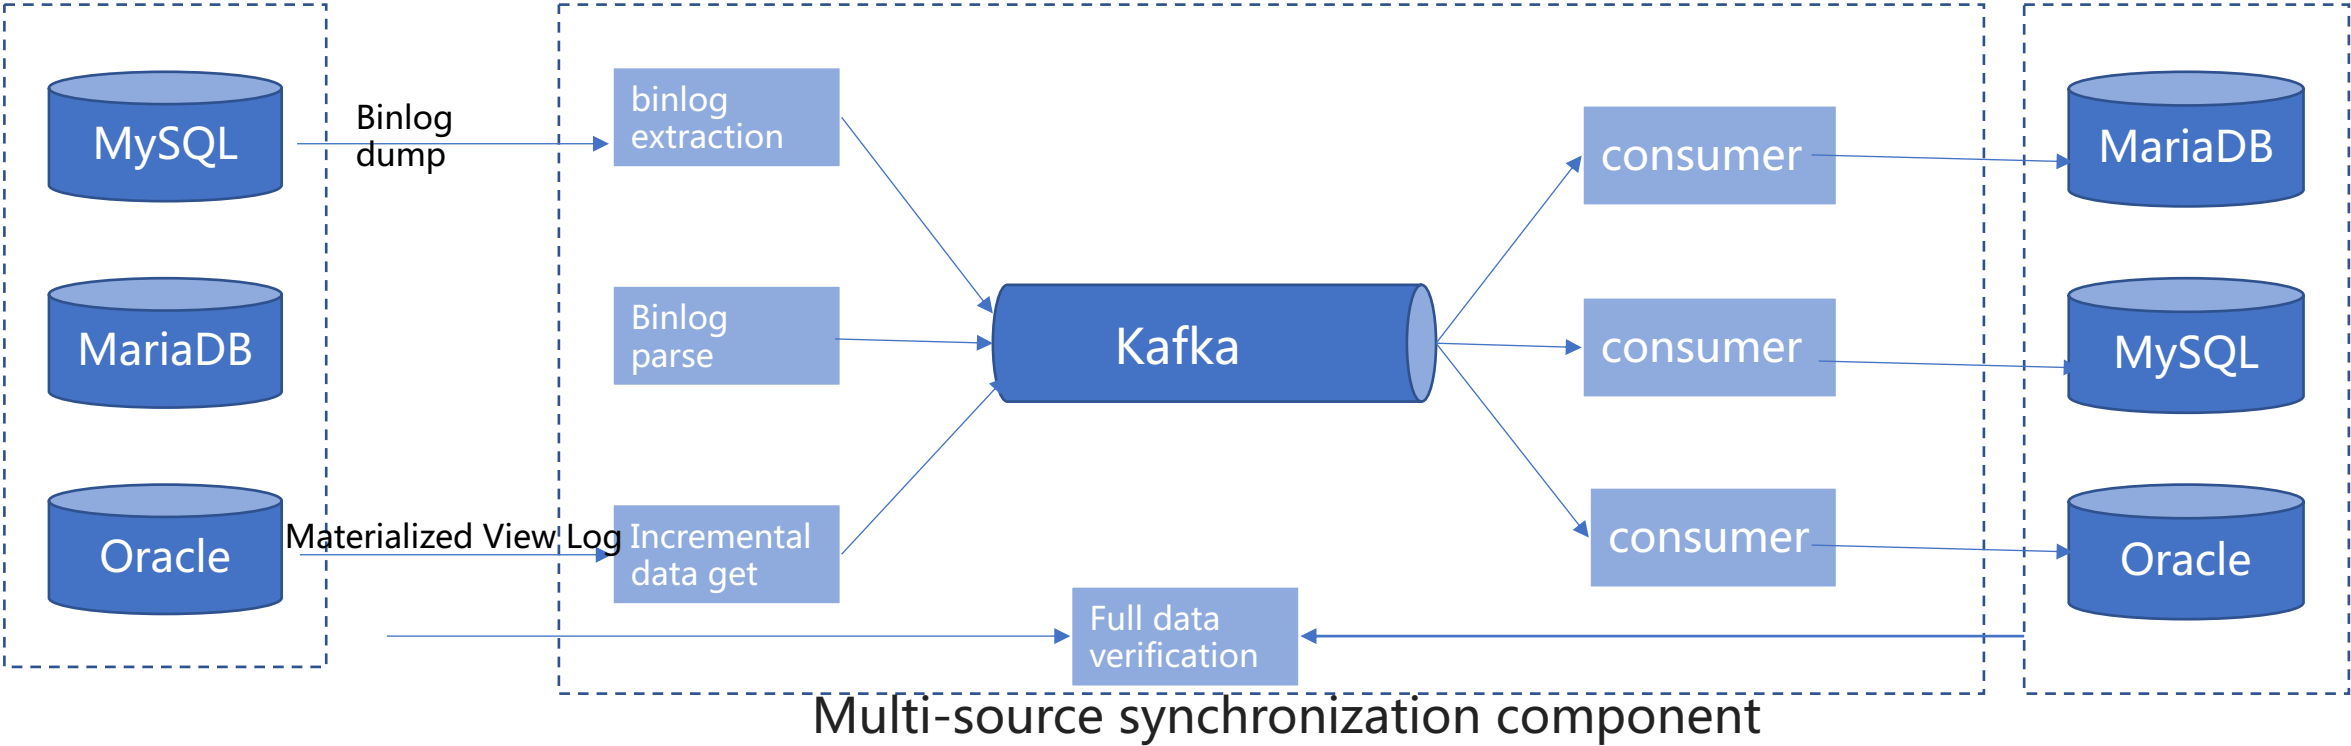 MySQL
MariaDB
Oracle
Binlog
dump
Materialized View Log
binlog
extraction
Binlog
parse
Incremental
data get
Kafka
Full data
verification
consumer
consumer
consumer
MariaDB
MySQL
Oracle
Multi-source synchronization component